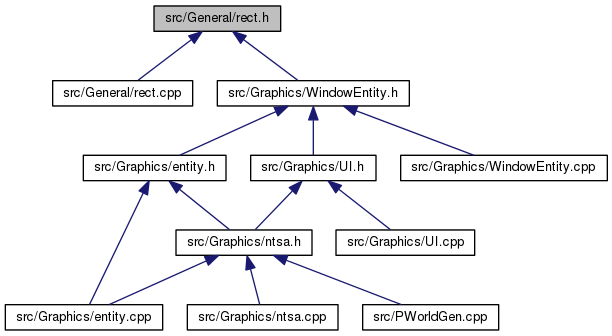 src/General/rect.h
src/General/rect.cpp
src/Graphics/WindowEntity.h
src/Graphics/entity.h
src/Graphics/UI.h
src/Graphics/WindowEntity.cpp
src/Graphics/ntsa.h
src/Graphics/UI.cpp
src/Graphics/entity.cpp
src/Graphics/ntsa.cpp
src/PWorldGen.cpp